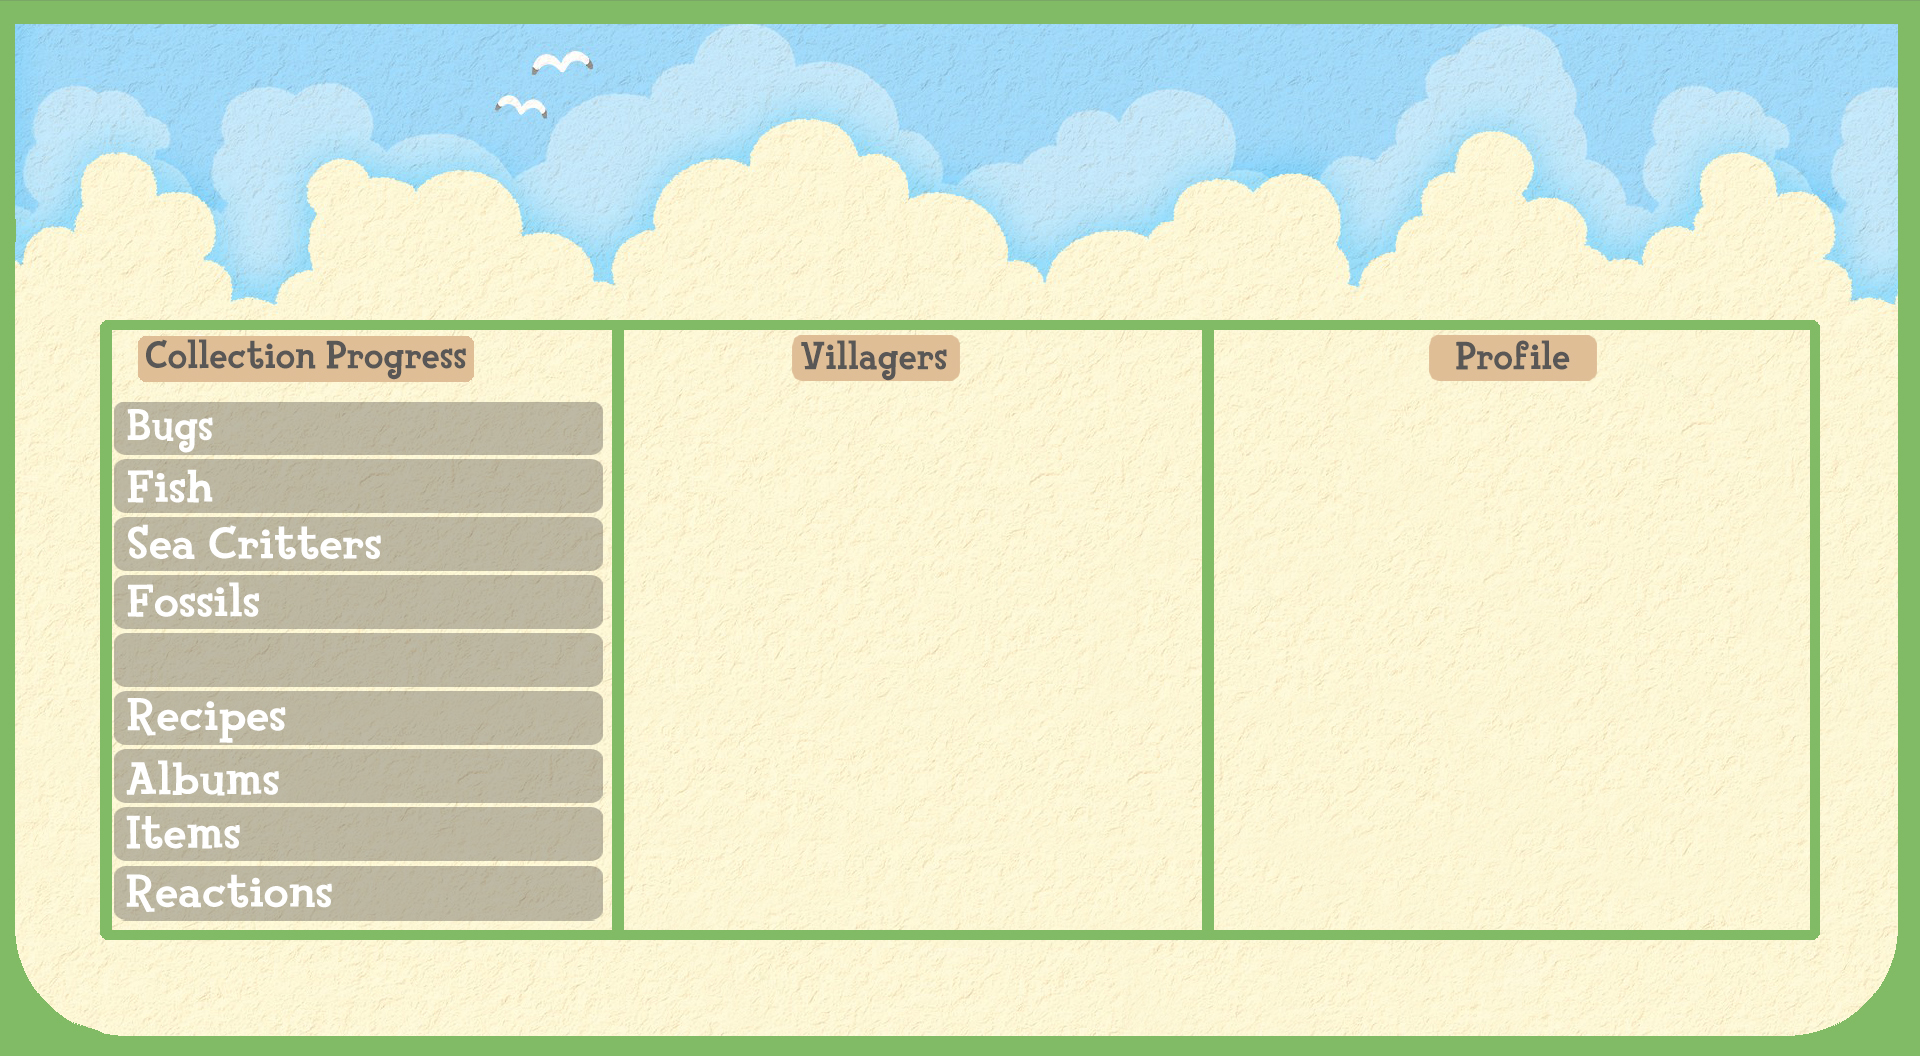 Collection Progress
Villagers
Profile
Bugs
Fish
Sea Critters
Fossils
Recipes
Albums
Items
Reactions